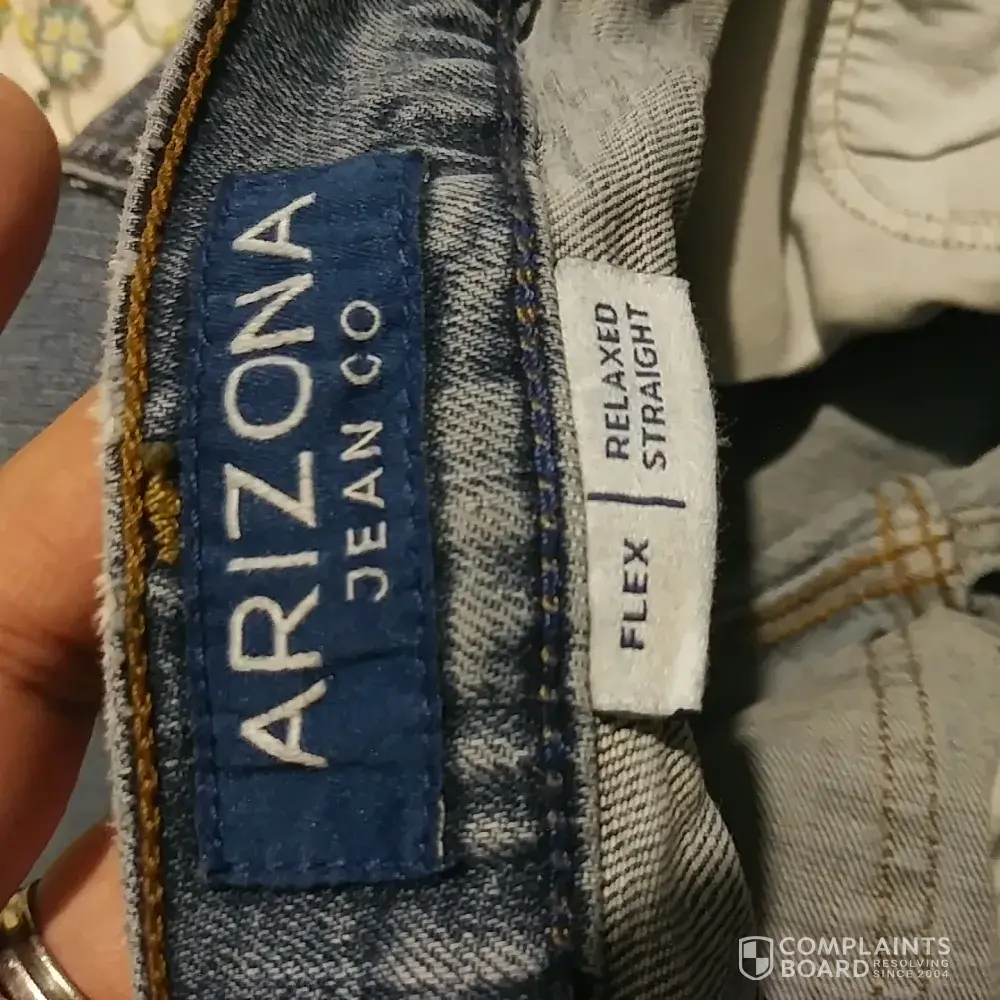 ARIZONA
JEAN CO
FLEX | RELAXED
STRAIGHT
COMPLAINTS
BOARD RESOLVING
SINCE 2004